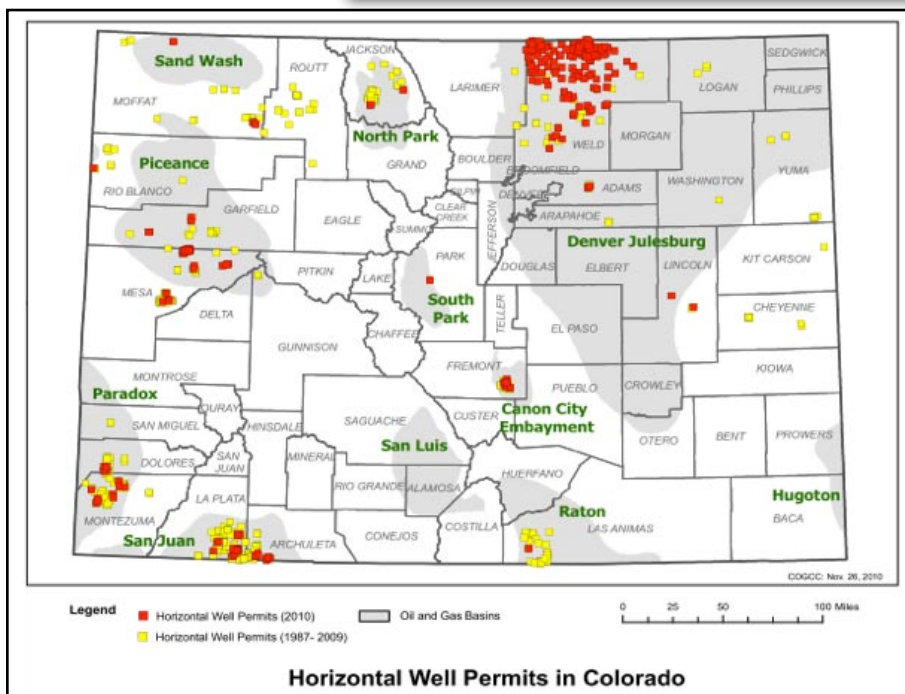 JACKSON
SEDGWICK
Sand Wash
ROUTT
LARIMER
LOGAN
PHILLIPS
MOFFAT
North Park
WELD
MORGAN
GRAND
BOULDER
Piceance
BROOMFIELD
YUMA
RIO BLANCO
ADAMS
WASHINGTON
GARFIELD
EAGLE
CLEAR
CREEK
ARAPAHOE
JEFFERSON
PARK
Denver Julesburg
KIT CARSON
PITKIN
LAKE
DOUGLAS
ELBERT
LINCOLN
MESA
South
Park
TELLER
CHEYENNE
DELTA
CHAFFEE
EL PASO
GUNNISON
FREMONT
KIOWA
MONTROSE
PUEBLO
CROWLEY
Paradox
OURAY
Canon City
Embayment
SAN MIGUEL
HINSDALE
SAGUACHE
CUSTER
OTERO
BENT
PROWERS
San Luis
DOLORES
SAN
JUAN
MINERAL
HUERFANO
RIO GRANDE
ALAMOSA
LA PLATA
Hugoton
MONTEZUMA
Raton
BACA
San Juan
ARCHULETA
CONEJOS
COSTILLA
LAS ANIMAS
COGCC: Nov. 26, 2010
Legend
Horizontal Well Permits (2010)
Oil and Gas Basins
0 25 50 100 Miles
Horizontal Well Permits (1987- 2009)
Horizontal Well Permits in Colorado